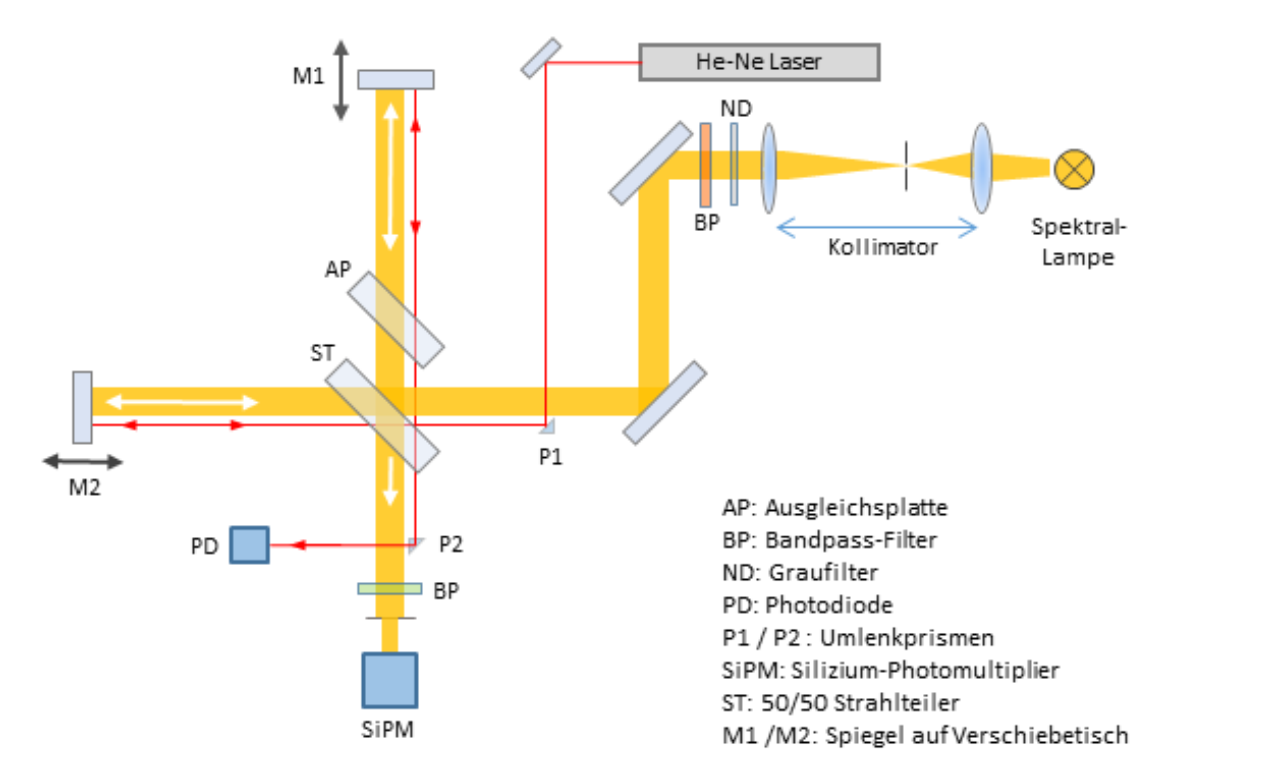 He-Ne Laser
M1
ND
BP
Kollimator
Spektral-
Lampe
AP
ST
M2
P1
PD
P2
BP
SiPM
AP: Ausgleichsplatte
BP: Bandpass-Filter
ND: Graufilter
PD: Photodiode
P1 / P2 : Umlenkprismen
SiPM: Silizium-Photomultiplier
ST: 50/50 Strahlteiler
M1 /M2: Spiegel auf Verschiebetisch